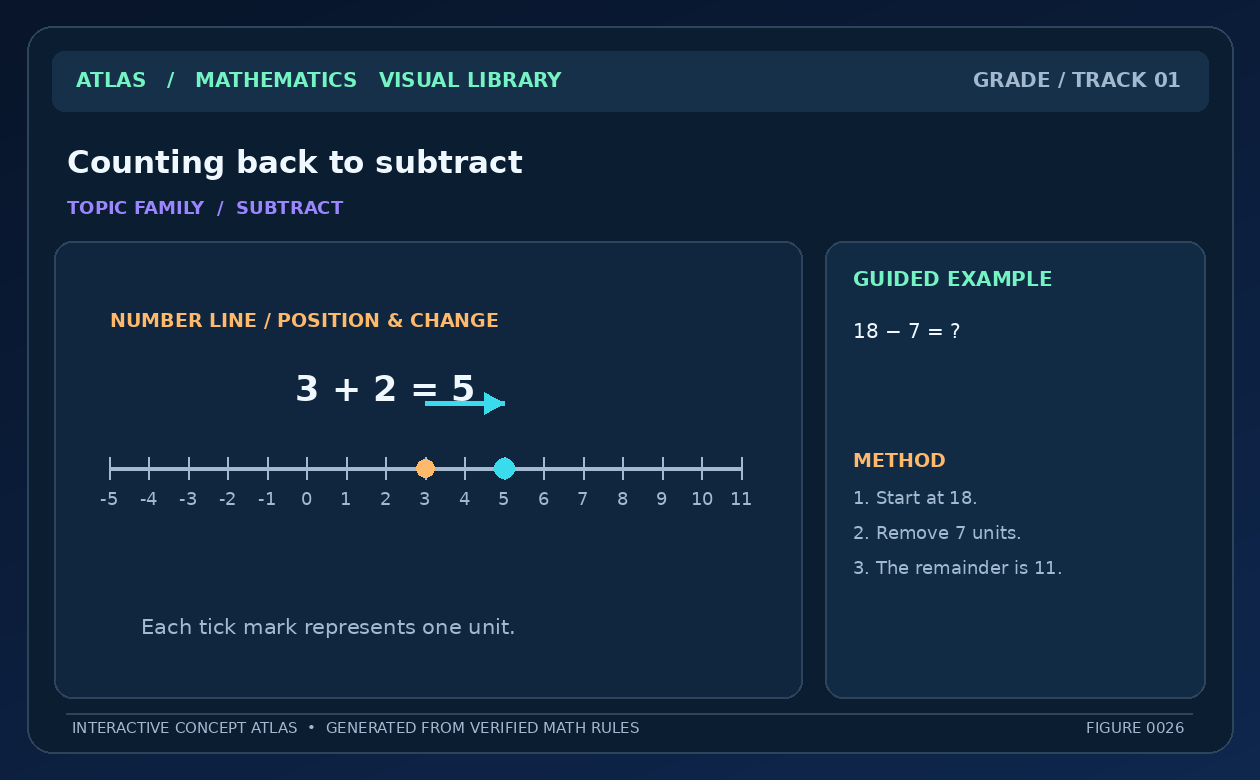 ATLAS / MATHEMATICS VISUAL LIBRARY
GRADE / TRACK 01
Counting back to subtract
TOPIC FAMILY / SUBTRACT
NUMBER LINE / POSITION & CHANGE
3 + 2 = 5
-5 -4 -3 -2 -1 0 1 2 3 4 5 6 7 8 9 10 11
Each tick mark represents one unit.
GUIDED EXAMPLE
18 − 7 = ?
METHOD
1. Start at 18.
2. Remove 7 units.
3. The remainder is 11.
INTERACTIVE CONCEPT ATLAS • GENERATED FROM VERIFIED MATH RULES
FIGURE 0026